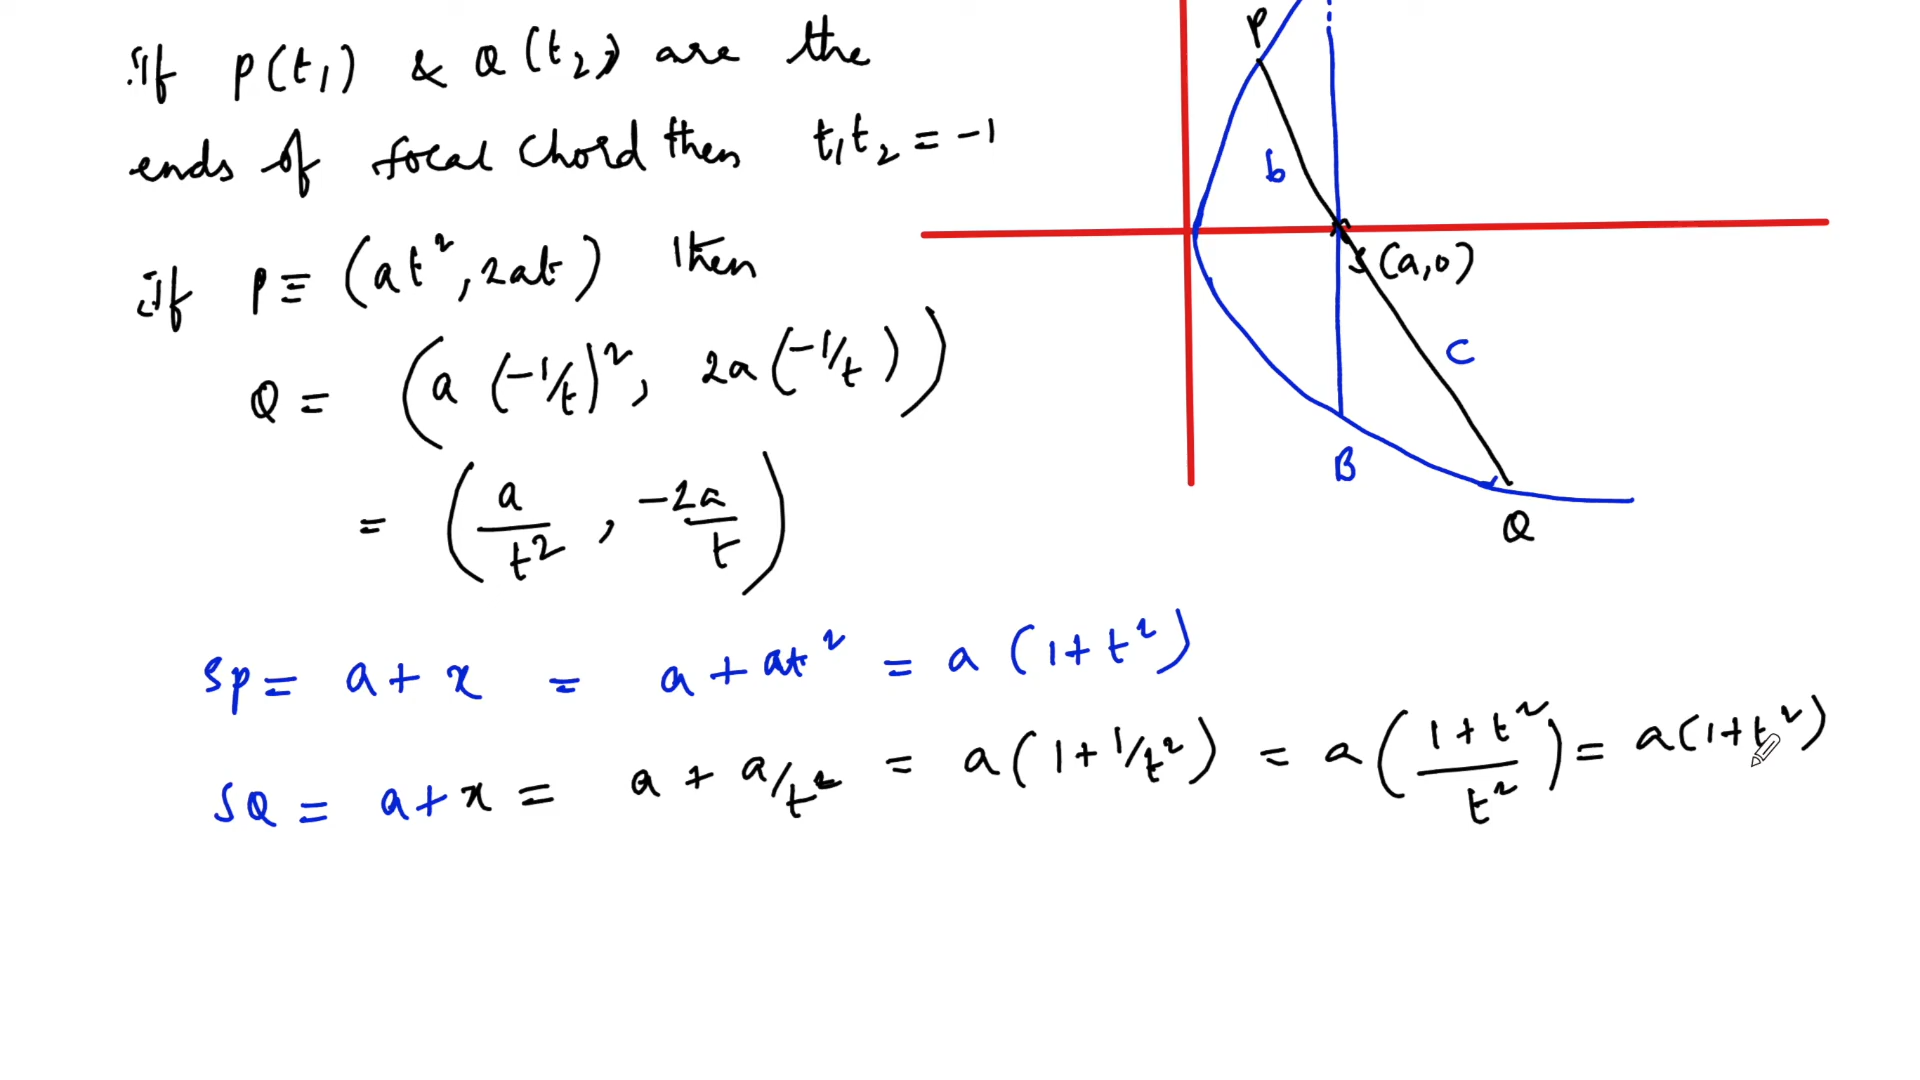 If P(t₁) & Q(t₂) are the
ends of focal chord then t₁t₂ = -1
If P ≡ (at², 2at) then
Q = (a(-1/t)², 2a(-1/t))
= (a/t², -2a/t)
SP = a + x = a + at² = a(1+t²)
SQ = a + x = a + a/t² = a(1+1/t²) = a((1+t²)/t²) = a(1+t²)
P
b
S(a,0)
C
B
Q